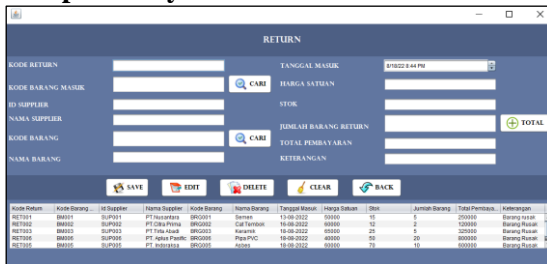 RETURN
KODE RETURN
KODE BARANG MASUK
CARI
ID SUPPLIER
NAMA SUPPLIER
KODE BARANG
CARI
NAMA BARANG
TANGGAL MASUK
8/18/22 8:44 PM
HARGA SATUAN
STOK
JUMLAH BARANG RETURN
TOTAL
TOTAL PEMBAYARAN
KETERANGAN
SAVE EDIT DELETE CLEAR BACK
Kode Return Kode Barang ... Id Supplier Nama Supplier Kode Barang Nama Barang Tanggal Masuk Harga Satuan Stok Jumlah Barang Total Pembaya... Keterangan
RET001 BM001 SUP001 PT.Nusantara BRG001 Semen 13-08-2022 50000 15 5 250000 Barang rusak
RET002 BM002 SUP002 PT.Citra Prima BRG002 Cat Tembok 18-08-2022 60000 12 2 120000 Barang Rusak
RET003 BM003 SUP003 PT.Tirta Abadi BRG003 Keramik 18-08-2022 65000 25 5 325000 Barang Rusak
RET006 BM006 SUP006 PT. Aplus Pasific BRG006 Pipa PVC 18-08-2022 40000 50 20 800000 Barang Rusak
RET005 BM005 SUP005 PT. Indoraksa BRG005 Asbes 18-08-2022 60000 70 10 600000 Barang Rusak